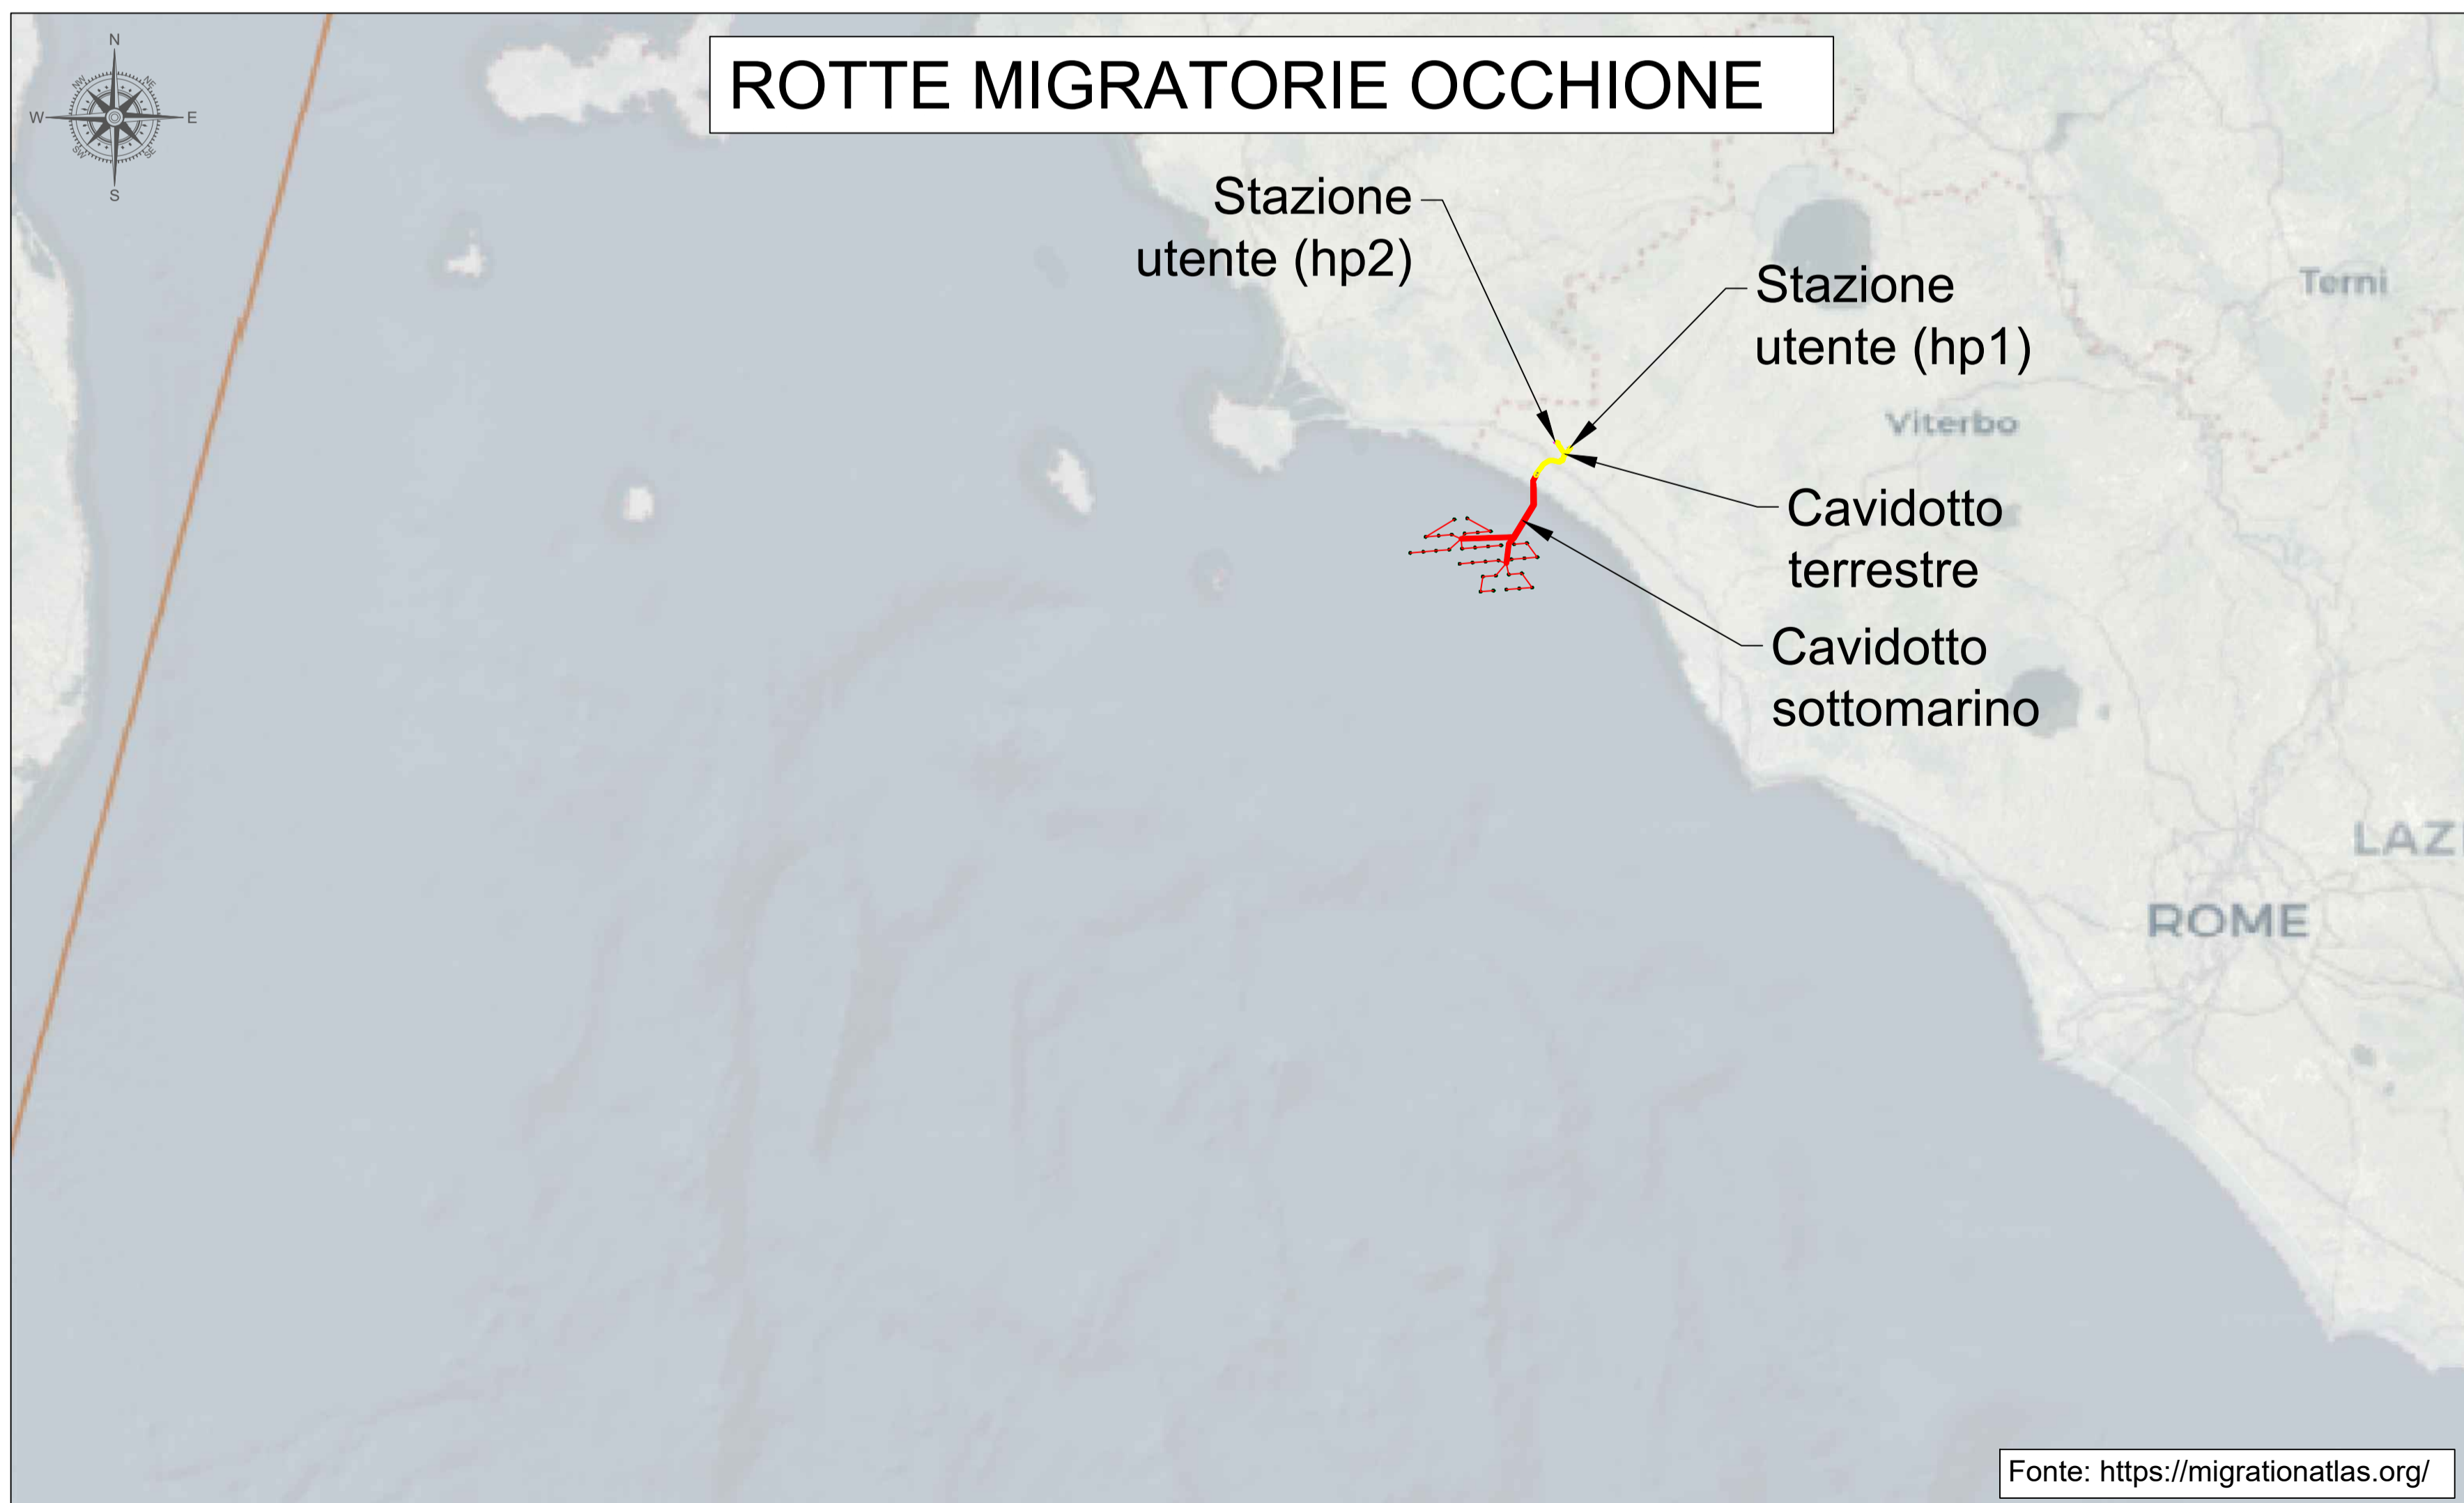 ROTTE MIGRATORIE OCCHIONE
N
NW
NE
W
E
SW
SE
S
Stazione
utente (hp2)
Stazione
utente (hp1)
Terni
Viterbo
Cavidotto
terrestre
Cavidotto
sottomarino
LAZ
ROME
Fonte: https://migrationatlas.org/